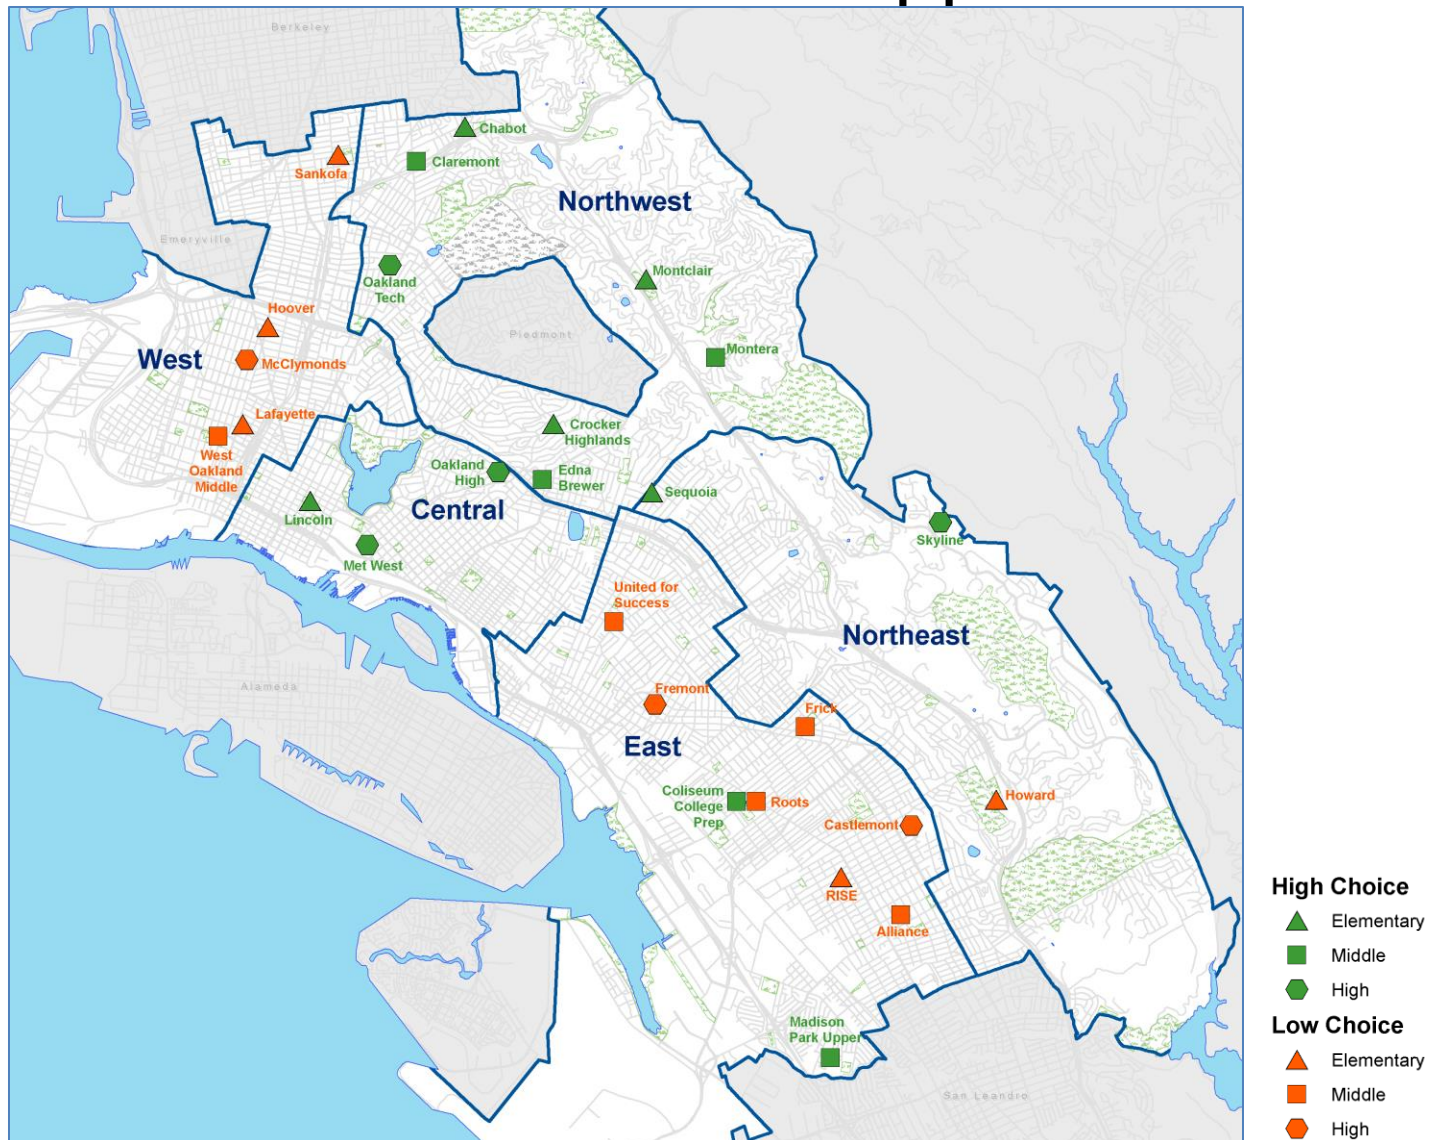 Berkeley
Chabot
Claremont
Sankofa
Northwest
Emeryville
Oakland
Tech
Montclair
Hoover
Piedmont
Montera
West
McClymonds
Lafayette
West
Oakland
Middle
Crocker
Highlands
Oakland
High
Edna
Brewer
Sequoia
Central
Lincoln
Met West
Skyline
United for
Success
Northeast
Alameda
Fremont
Frick
East
Coliseum
College
Prep
Roots
Howard
Castlemont
RISE
Alliance
Madison
Park Upper
San Leandro
High Choice
Elementary
Middle
High
Low Choice
Elementary
Middle
High